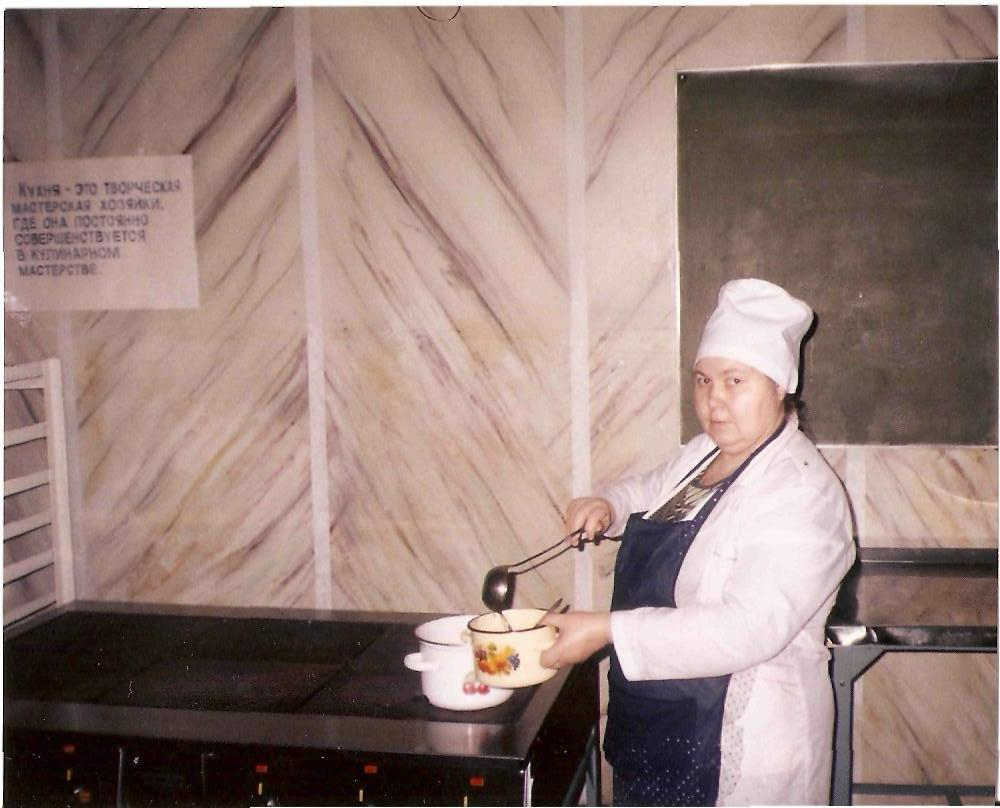 Кухня - это творческая
мастерская хозяйки,
где она постоянно
совершенствуется
в кулинарном
мастерстве.